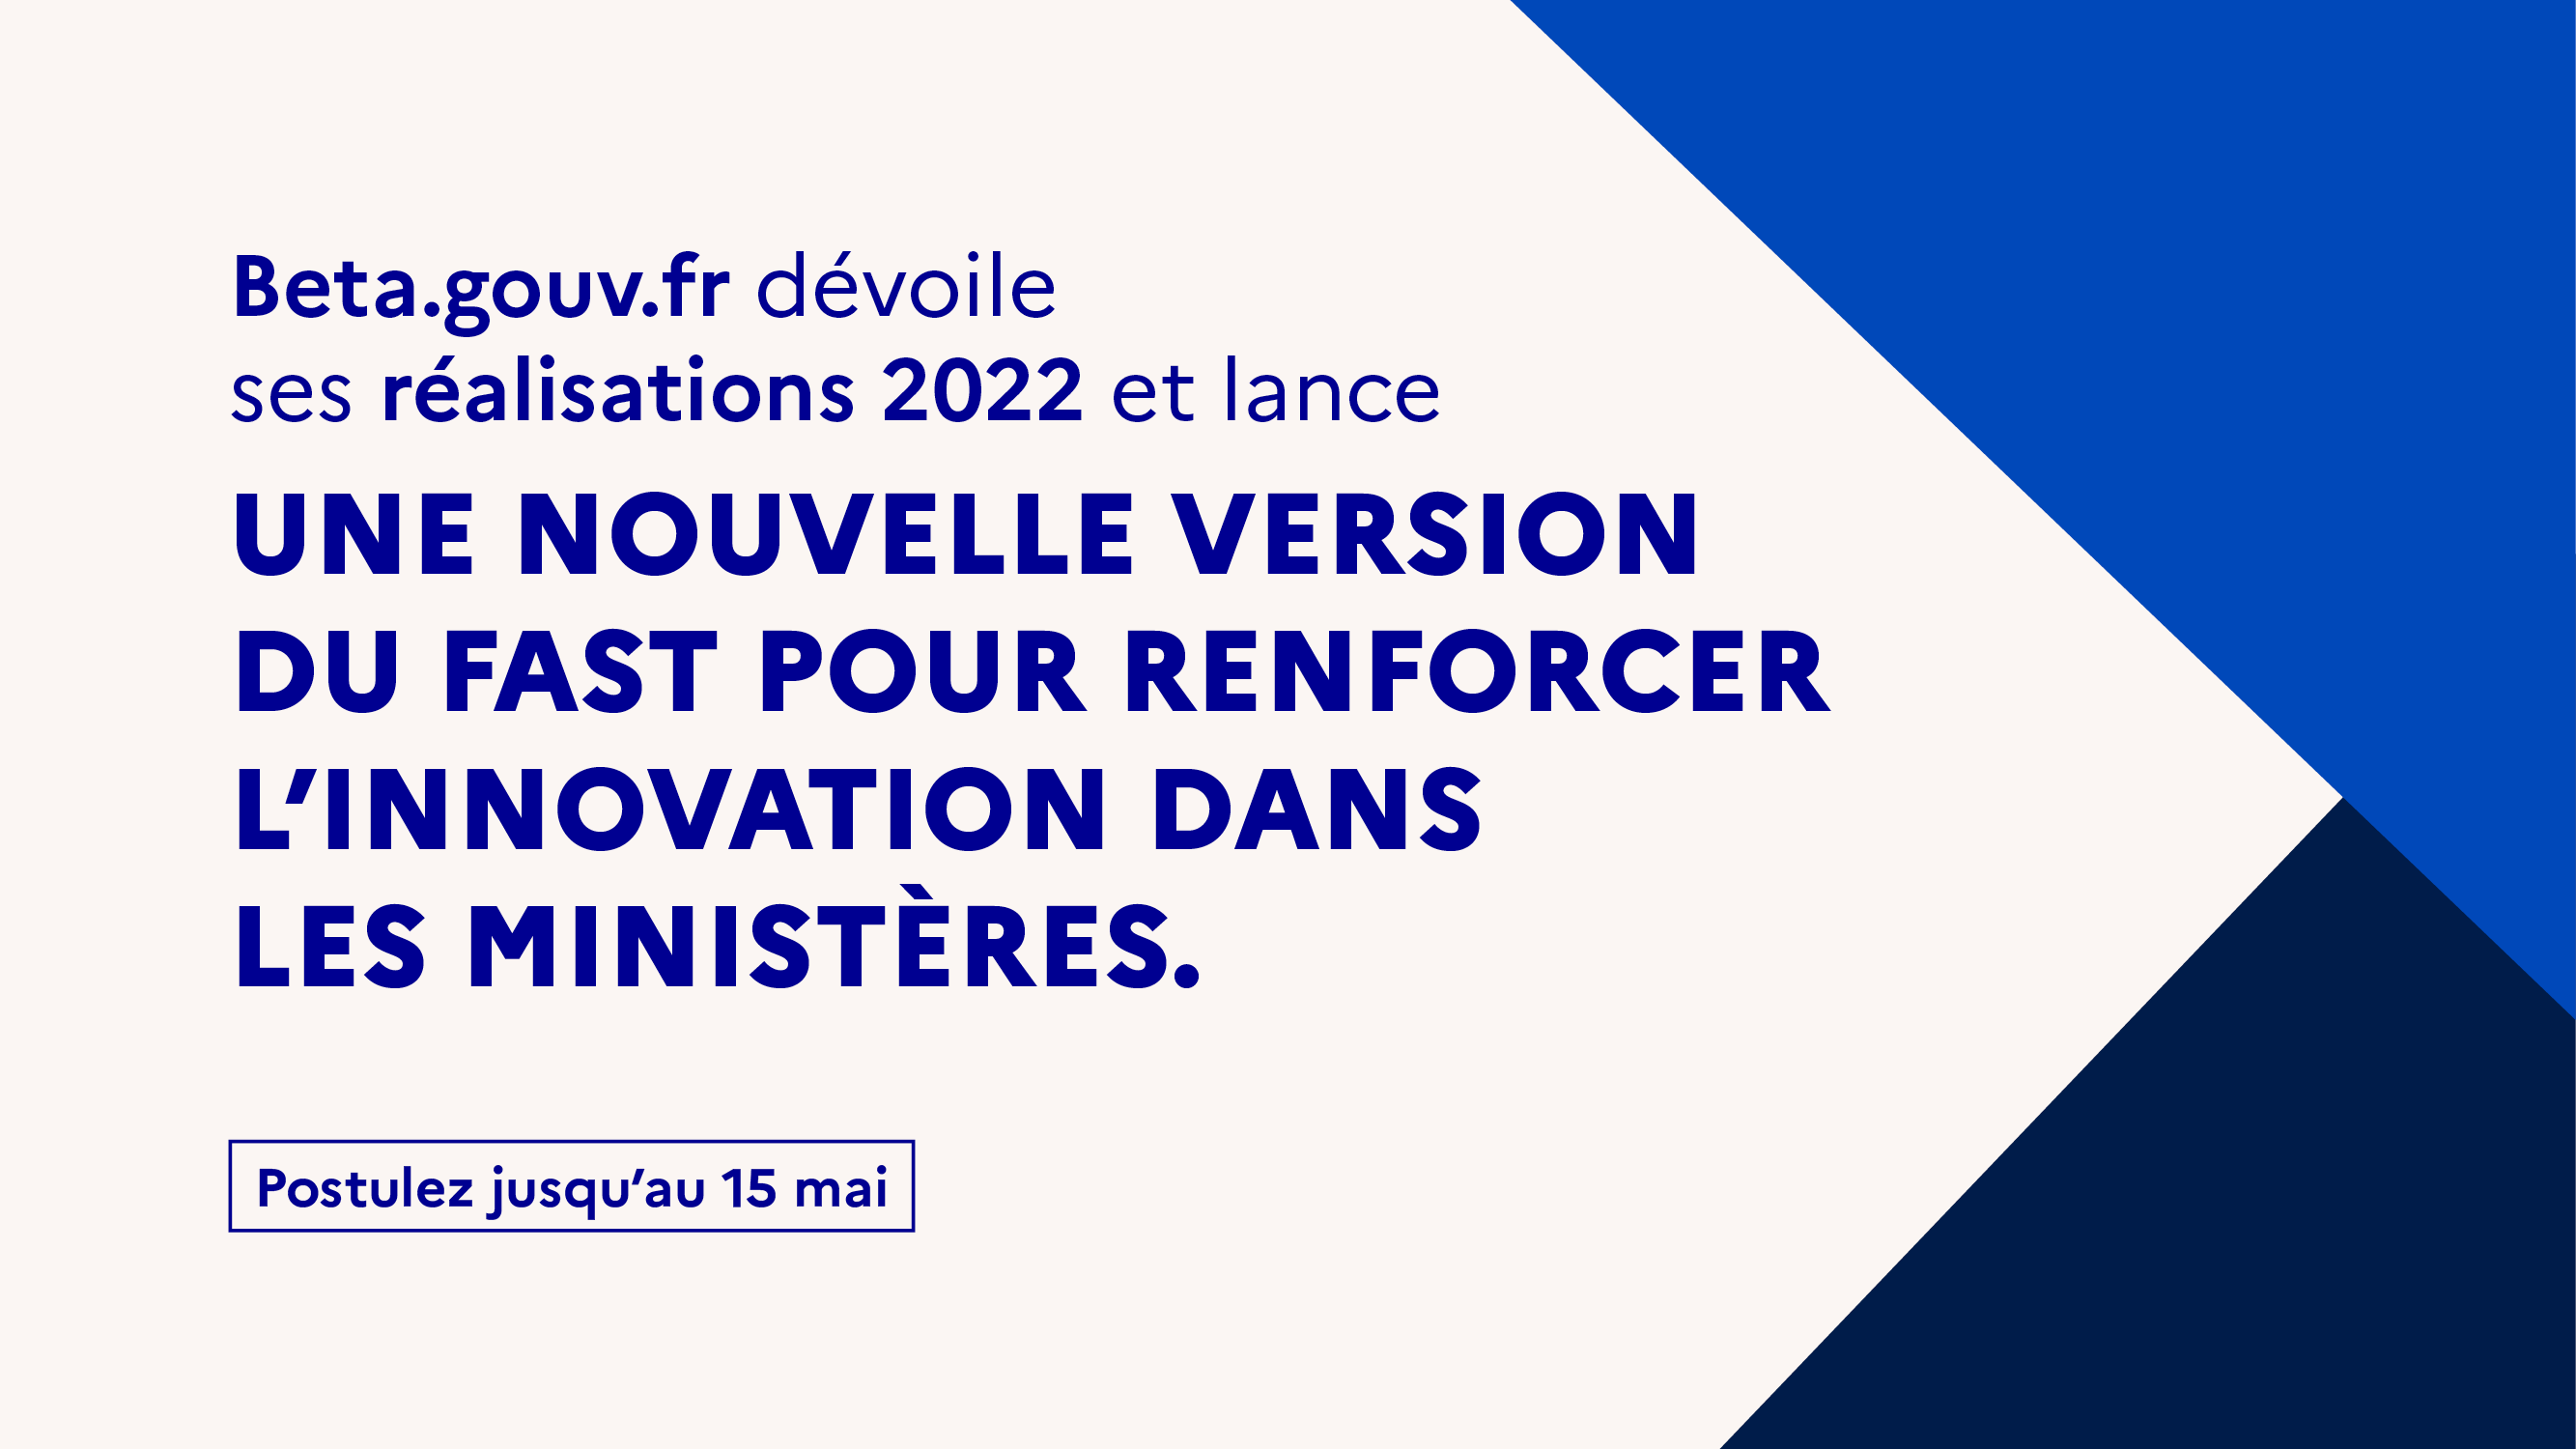 Beta.gouv.fr dévoile
ses réalisations 2022 et lance
UNE NOUVELLE VERSION
DU FAST POUR RENFORCER
L’INNOVATION DANS
LES MINISTÈRES.
Postulez jusqu’au 15 mai